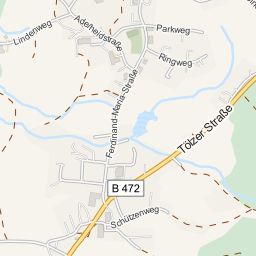 Lindenweg
Adelheidstraße
Parkweg
Ringweg
Ferdinand-Maria-Straße
Tölzer Straße
B 472
Schützenweg